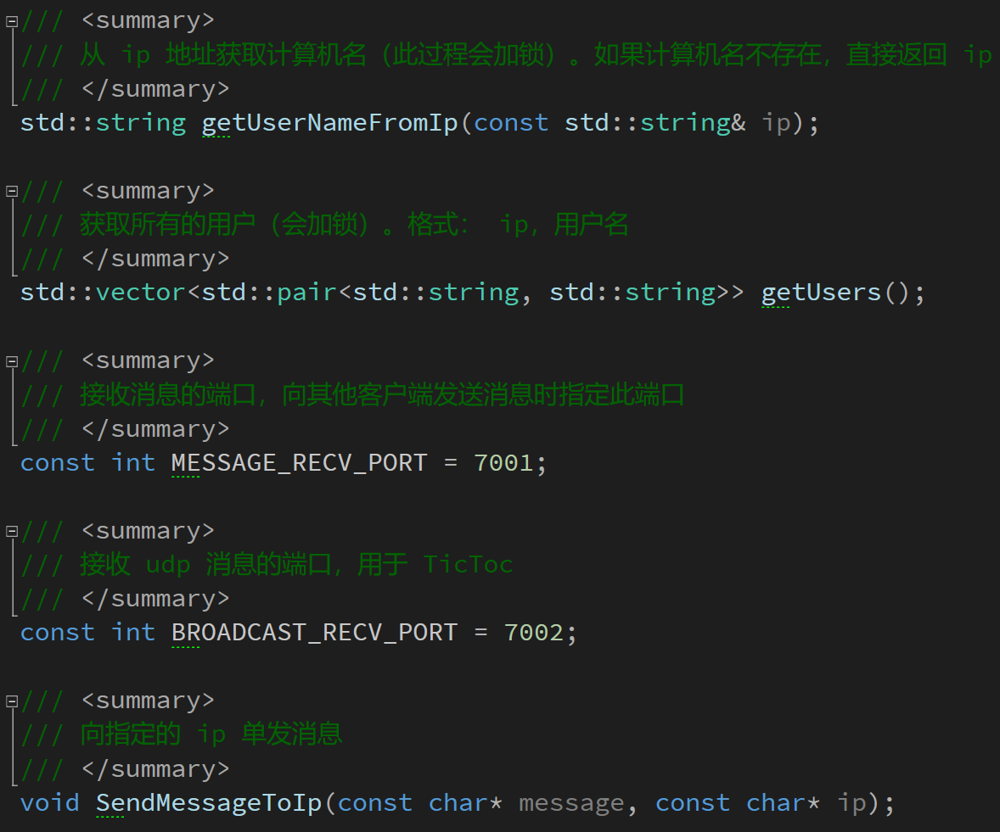 /// <summary>
/// 从 ip 地址获取计算机名（此过程会加锁）。如果计算机名不存在，直接返回 ip
/// </summary>
std::string getUserNameFromIp(const std::string& ip);
/// <summary>
/// 获取所有的用户（会加锁）。格式： ip，用户名
/// </summary>
std::vector<std::pair<std::string, std::string>> getUsers();
/// <summary>
/// 接收消息的端口，向其他客户端发送消息时指定此端口
/// </summary>
const int MESSAGE_RECV_PORT = 7001;
/// <summary>
/// 接收 udp 消息的端口，用于 TicToc
/// </summary>
const int BROADCAST_RECV_PORT = 7002;
/// <summary>
/// 向指定的 ip 单发消息
/// </summary>
void SendMessageToIp(const char* message, const char* ip);